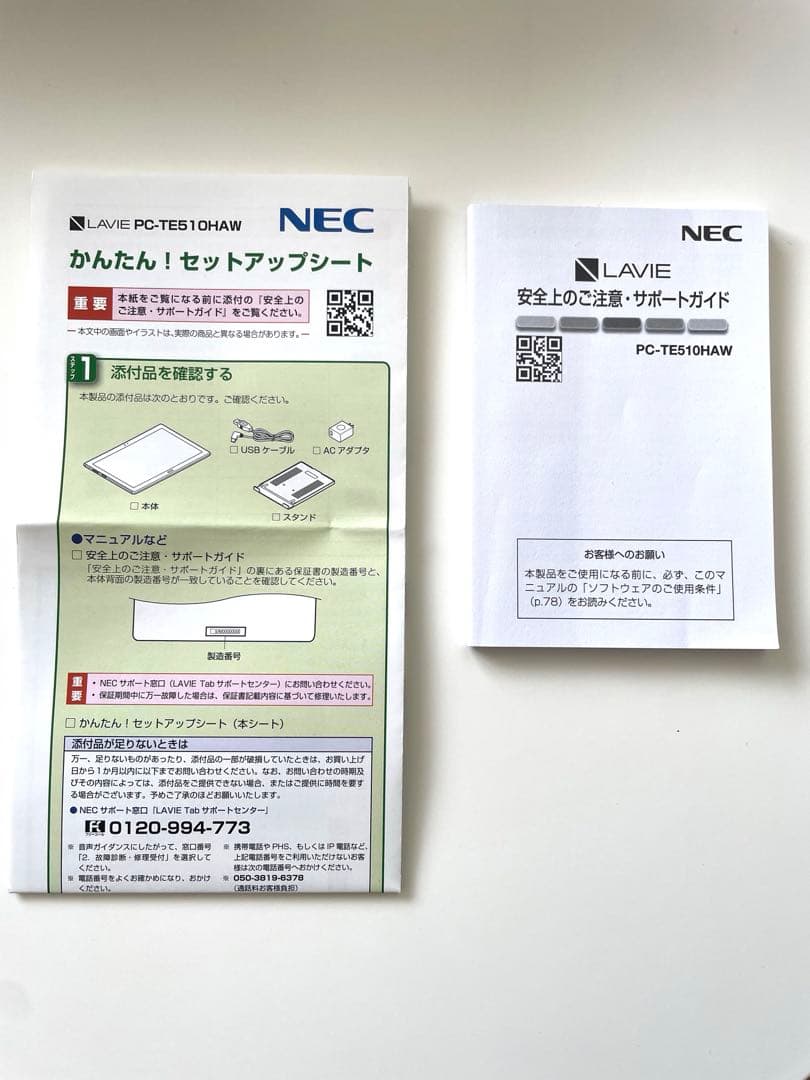 LAVIE PC-TE510HAW NEC
かんたん！セットアップシート
重要
本紙をご覧になる前に添付の『安全上の
ご注意・サポートガイド』をご覧ください。
本文中の画面やイラストは、実際の商品と異なる場合があります。
ステップ 1 添付品を確認する
本製品の添付品は次のとおりです。ご確認ください。
□ USB ケーブル
□ AC アダプタ
□ 本体
□ スタンド
●マニュアルなど
□ 安全上のご注意・サポートガイド
「安全上のご注意・サポートガイド」の裏にある保証書の製造番号と、
本体背面の製造番号が一致していることを確認してください。
製造番号
重要
・NEC サポート窓口（LAVIE Tab サポートセンター）にお問い合わせください。
・保証期間中に万一故障した場合は、保証書記載内容に基づいて修理いたします。
□ かんたん！セットアップシート（本シート）
添付品が足りないときは
万一、足りないものがあったり、添付品の一部が破損していたときは、お買い上げ
日から1か月以内に以下までお問い合わせください。なお、お問い合わせの時期及
びその内容によっては、添付品をご提供できない場合、またはご提供に時間を要す
る場合がございます。予めご了承のほどお願いいたします。
● NEC サポート窓口「LAVIE Tab サポートセンター」
フリーコール 0120-994-773
※ 音声ガイダンスにしたがって、窓口番号
「2. 故障診断・修理受付」を選択して
ください。
※ 電話番号をよくお確かめになり、おかけ
ください。
※ 携帯電話や PHS、もしくは IP 電話など、
上記電話番号をご利用いただけないお客
様は次の電話番号へおかけください。
※ 050-3819-6378
（通話料お客様負担）
NEC
LAVIE
安全上のご注意・サポートガイド
PC-TE510HAW
お客様へのお願い
本製品をご使用になる前に、必ず、このマ
ニュアルの「ソフトウェアのご使用条件」
（p.78）をお読みください。